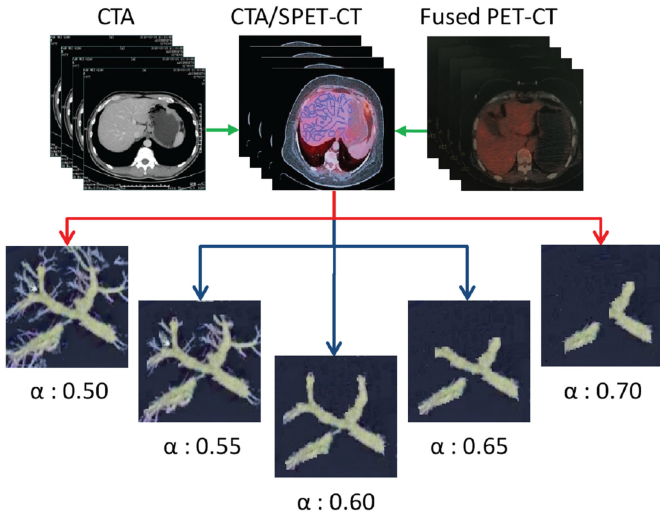 CTA
CTA/SPET-CT
Fused PET-CT
α : 0.50
α : 0.55
α : 0.60
α : 0.65
α : 0.70